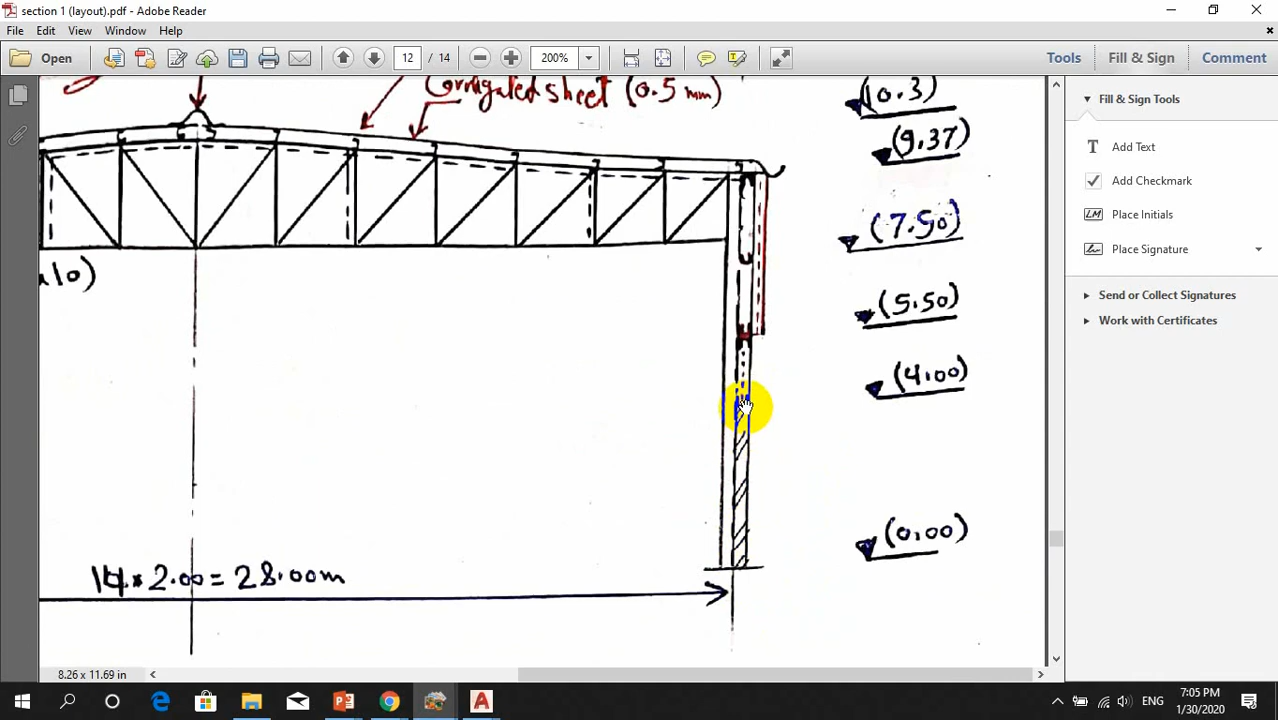 section 1 (layout).pdf - Adobe Reader
File Edit View Window Help
Open 12 / 14 200% Tools Fill & Sign Comment
Fill & Sign Tools
Add Text
Add Checkmark
Place Initials
Place Signature
Send or Collect Signatures
Work with Certificates
Corrugated sheet (0.5 mm)
(10.3)
(9.37)
(7.50)
(5.50)
(4.00)
(0.00)
14 * 2.00 = 28.00m
8.26 x 11.69 in
ENG
7:05 PM
1/30/2020